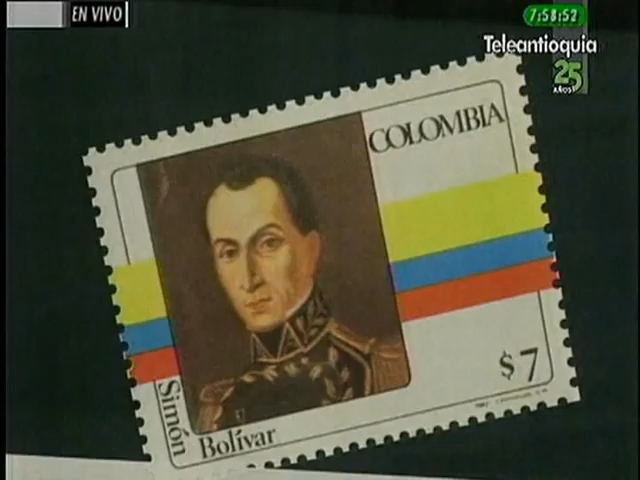 EN VIVO
7:58:52
Teleantioquia
25
AÑOS
COLOMBIA
$7
Simón
Bolívar